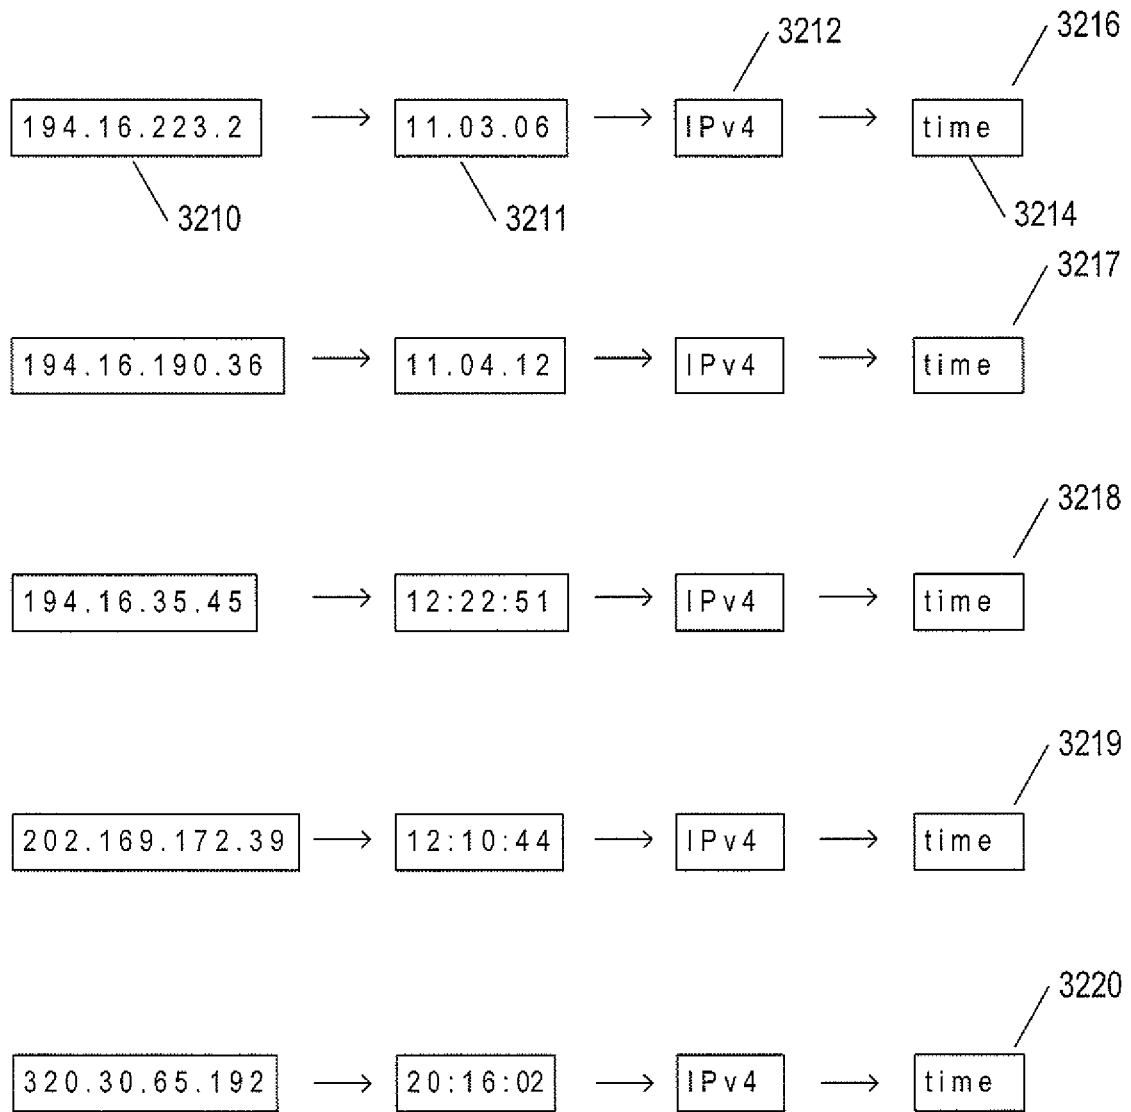 3212 3216
194.16.223.2 11.03.06 IPv4 time
3210 3211 3214
3217
194.16.190.36 11.04.12 IPv4 time
3218
194.16.35.45 12:22:51 IPv4 time
3219
202.169.172.39 12:10:44 IPv4 time
3220
320.30.65.192 20:16:02 IPv4 time